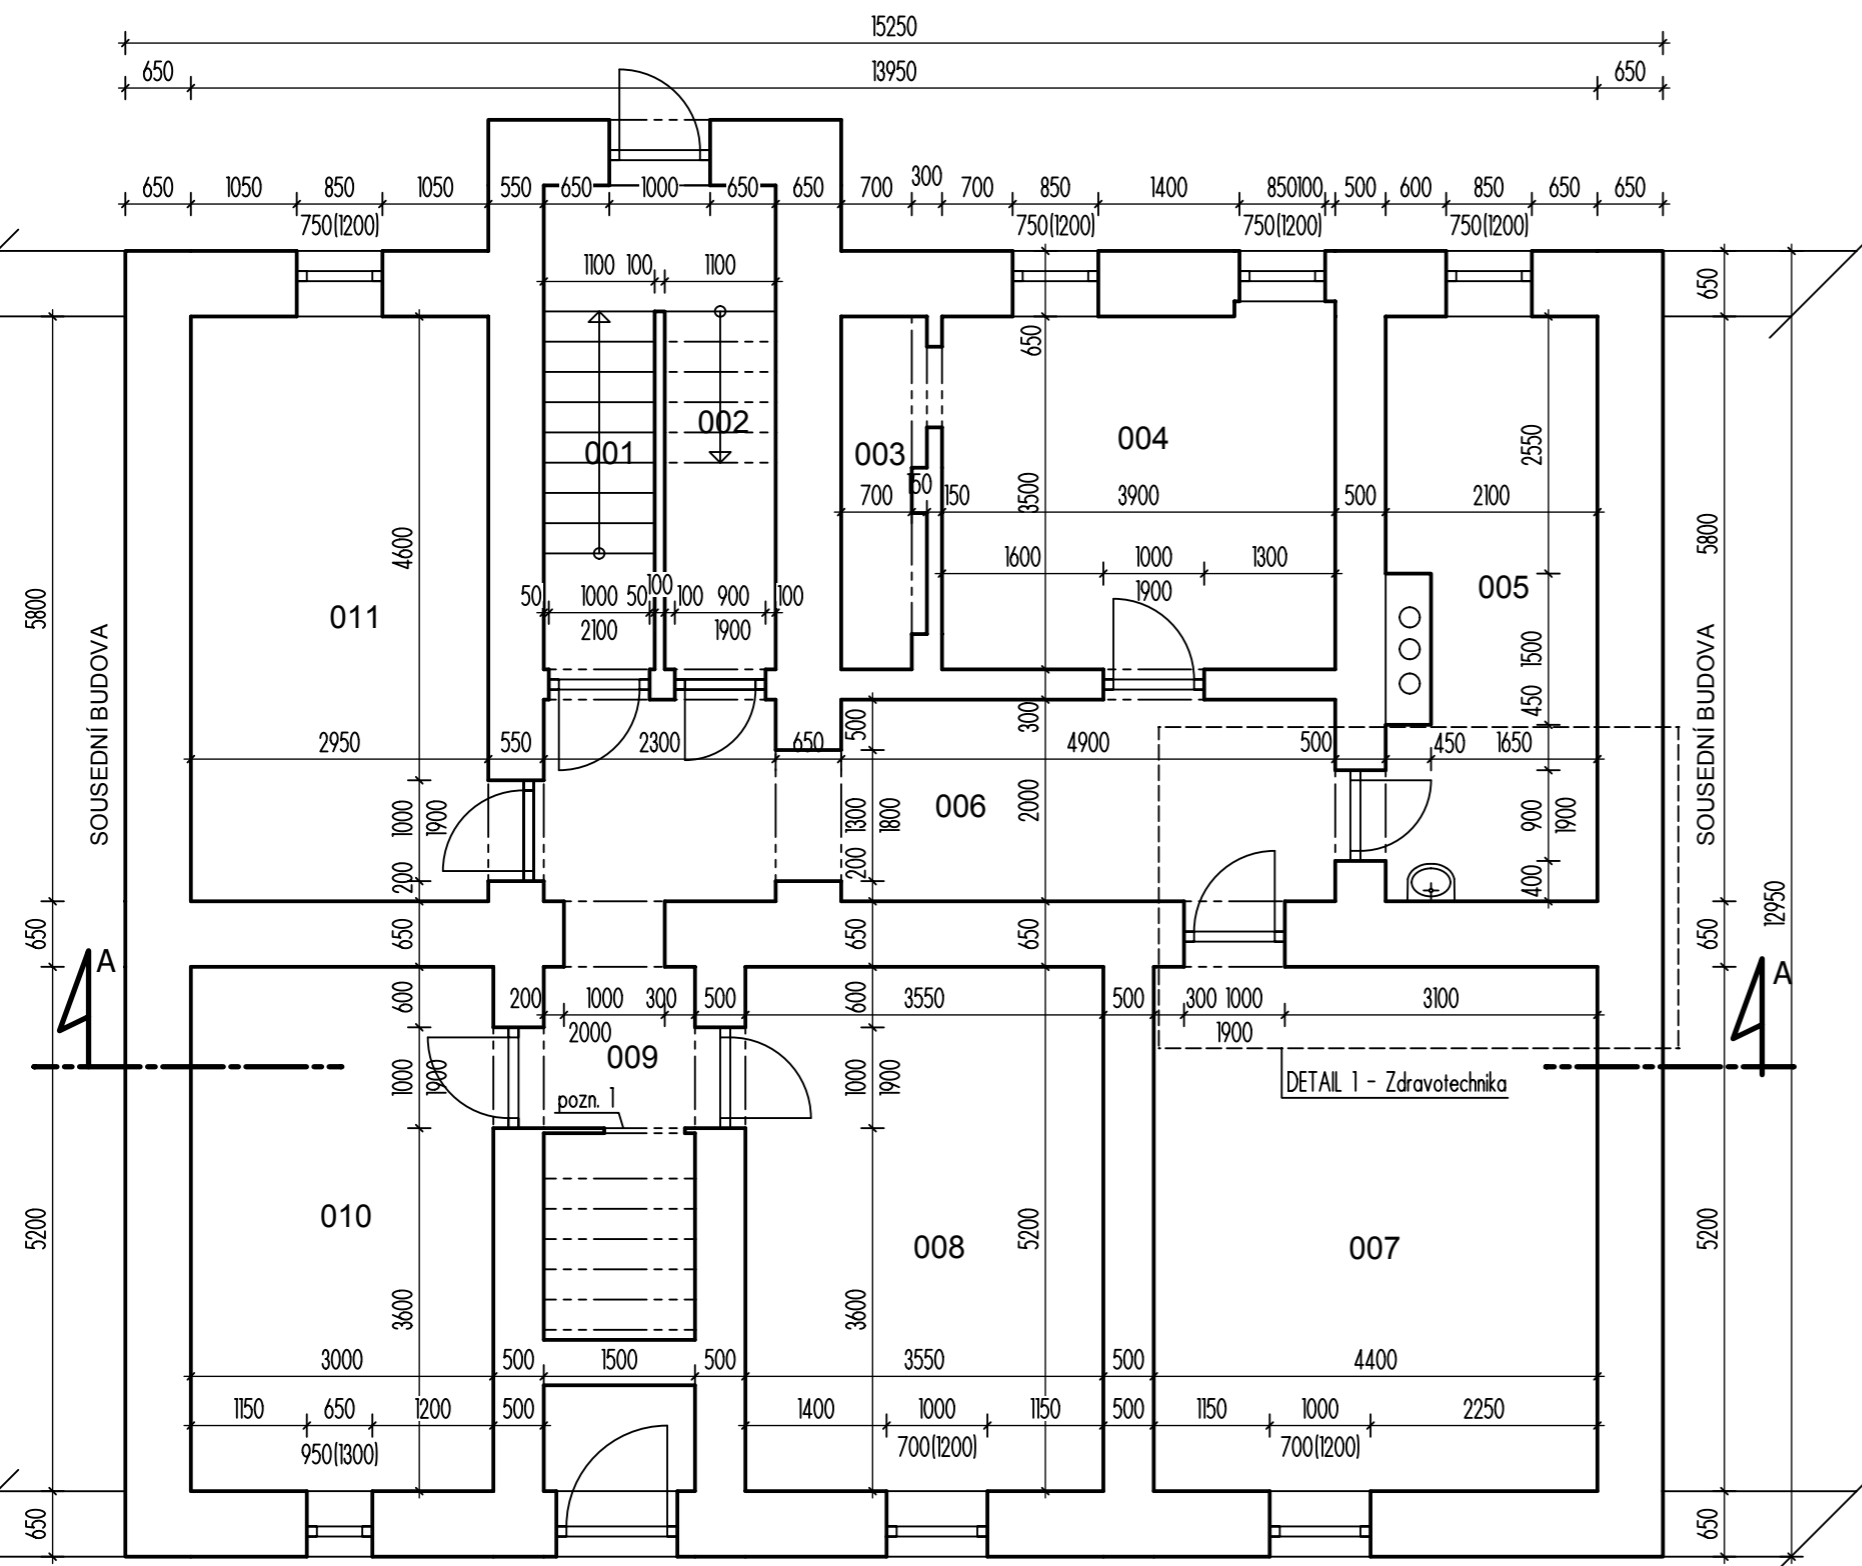 15250
650 13950 650
650 1050 850 1050 550 650 1000 650 650 700 300 700 850 1400 850 100 500 600 850 650 650
750(1200) 750(1200) 750(1200) 750(1200)
1100 100 1100
650 650
650
001 002 003 004 005
011
2550
700 150 150 3900 500 2100
3500
4600
5800 5800
1600 1000 1300
1900
50 1000 50 100 100 900 100
2100 1900
1500
450
SOUSEDNÍ BUDOVA SOUSEDNÍ BUDOVA
500 300
2950 550 2300 650 4900 500 450 1650
006
1000 1900 1300 1800 2000 900 1900
200 200 400
12950
650 650 650 650 650
A A
600 200 1000 300 500 600 3550 500 300 1000 3100
2000 1900
009
1000 1900 1000 1900
DETAIL 1 - Zdravotechnika
pozn. 1
010 008 007
5200 5200 5200
3600 3600
3000 500 1500 500 3550 500 4400
1150 650 1200 500 1400 1000 1150 500 1150 1000 2250
950(1300) 700(1200) 700(1200)
650 650